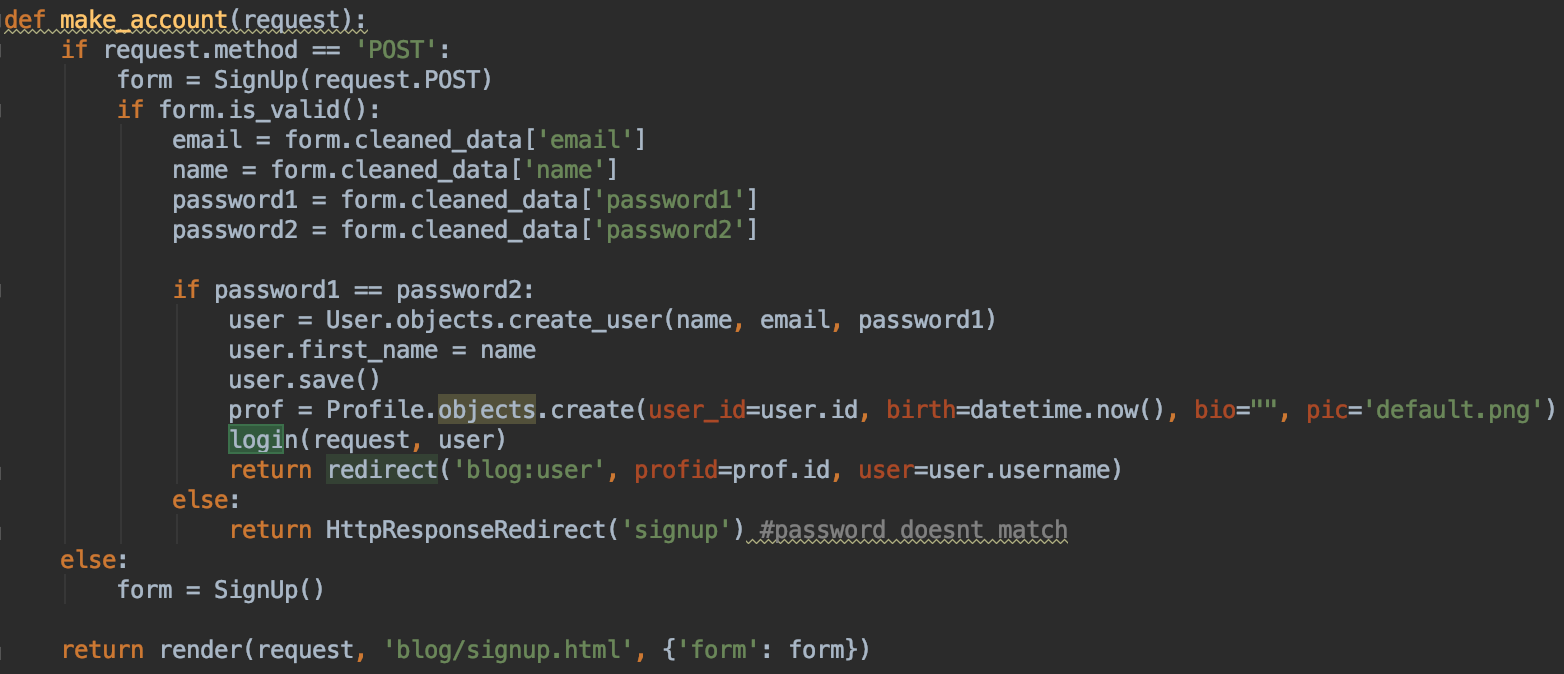 def make_account(request):
    if request.method == 'POST':
        form = SignUp(request.POST)
        if form.is_valid():
            email = form.cleaned_data['email']
            name = form.cleaned_data['name']
            password1 = form.cleaned_data['password1']
            password2 = form.cleaned_data['password2']

            if password1 == password2:
                user = User.objects.create_user(name, email, password1)
                user.first_name = name
                user.save()
                prof = Profile.objects.create(user_id=user.id, birth=datetime.now(), bio="", pic='default.png')
                login(request, user)
                return redirect('blog:user', profid=prof.id, user=user.username)
            else:
                return HttpResponseRedirect('signup') #password doesnt match
    else:
        form = SignUp()

    return render(request, 'blog/signup.html', {'form': form})